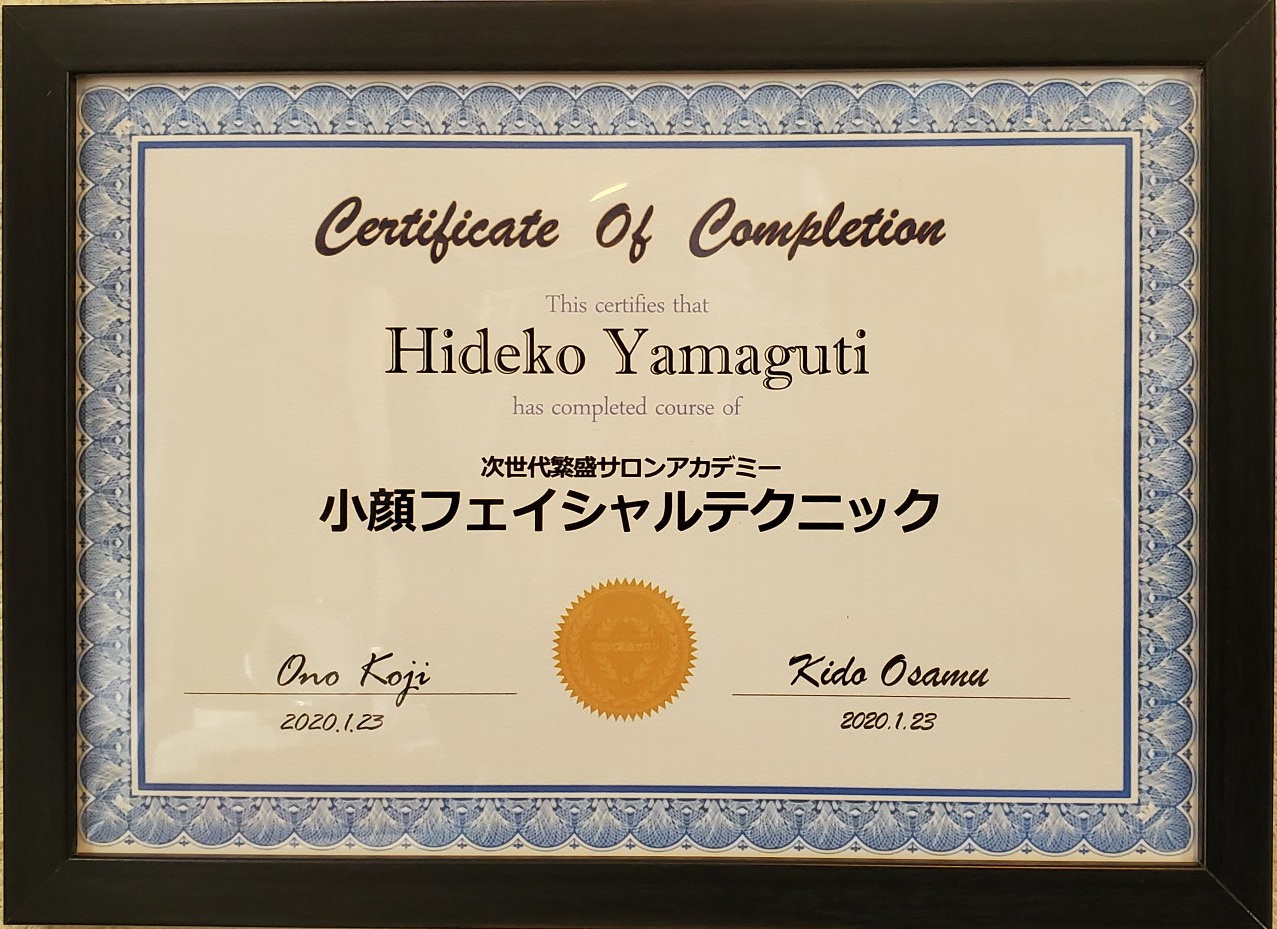 Certificate Of Completion
This certifies that
Hideko Yamaguti
has completed course of
次世代繁盛サロンアカデミー
小顔フェイシャルテクニック
Ono Koji
2020.1.23
Kido Osamu
2020.1.23